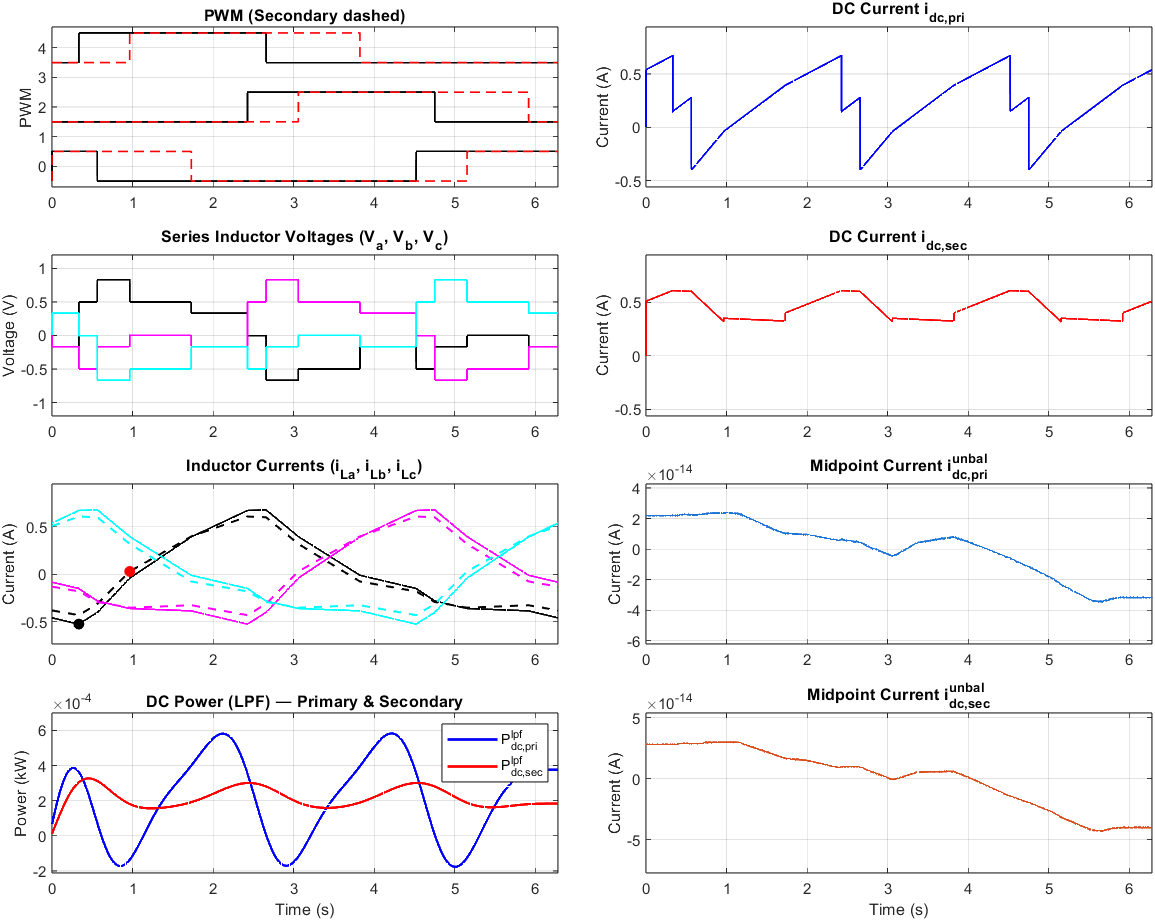 PWM (Secondary dashed)
PWM
4
3
2
1
0
0 1 2 3 4 5 6
DC Current i_dc,pri
Current (A)
0.5
0
-0.5
0 1 2 3 4 5 6
Series Inductor Voltages (V_a, V_b, V_c)
Voltage (V)
1
0.5
0
-0.5
-1
0 1 2 3 4 5 6
DC Current i_dc,sec
Current (A)
0.5
0
-0.5
0 1 2 3 4 5 6
Inductor Currents (i_La, i_Lb, i_Lc)
Current (A)
0.5
0
-0.5
0 1 2 3 4 5 6
Midpoint Current i_dc,pri^unbal
×10^-14
Current (A)
4
2
0
-2
-4
-6
0 1 2 3 4 5 6
DC Power (LPF) — Primary & Secondary
×10^-4
Power (kW)
6
4
2
0
-2
P_dc,pri^lpf
P_dc,sec^lpf
0 1 2 3 4 5 6
Time (s)
Midpoint Current i_dc,sec^unbal
×10^-14
Current (A)
5
0
-5
0 1 2 3 4 5 6
Time (s)